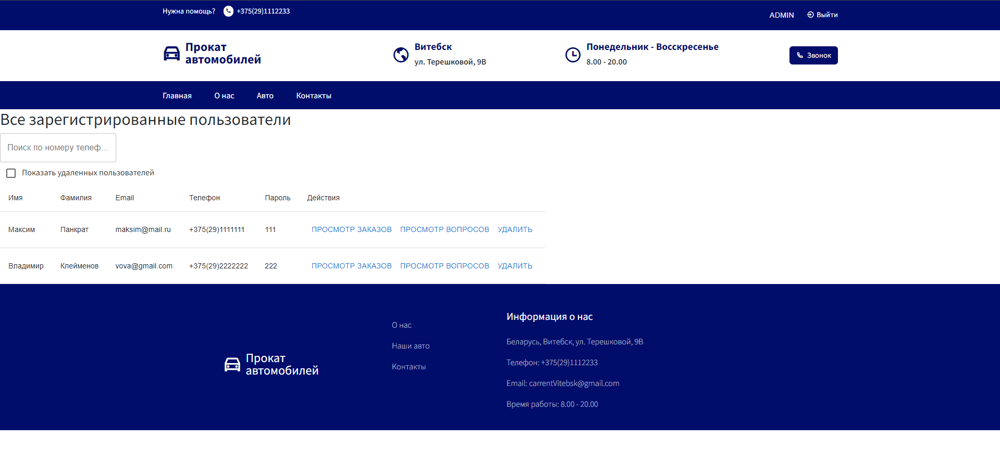 Нужна помощь? +375(29)1112233 ADMIN Выйти
Прокат
автомобилей
Витебск
ул. Терешковой, 9В
Понедельник - Восскресенье
8.00 - 20.00
Звонок
Главная О нас Авто Контакты
Все зарегистрированные пользователи
Поиск по номеру телеф...
Показать удаленных пользователей
Имя Фамилия Email Телефон Пароль Действия
Максим Панкрат maksim@mail.ru +375(29)1111111 111 ПРОСМОТР ЗАКАЗОВ ПРОСМОТР ВОПРОСОВ УДАЛИТЬ
Владимир Клейменов vova@gmail.com +375(29)2222222 222 ПРОСМОТР ЗАКАЗОВ ПРОСМОТР ВОПРОСОВ УДАЛИТЬ
Прокат
автомобилей
О нас
Наши авто
Контакты
Информация о нас
Беларусь, Витебск, ул. Терешковой, 9В
Телефон: +375(29)1112233
Email: carrentVitebsk@gmail.com
Время работы: 8.00 - 20.00